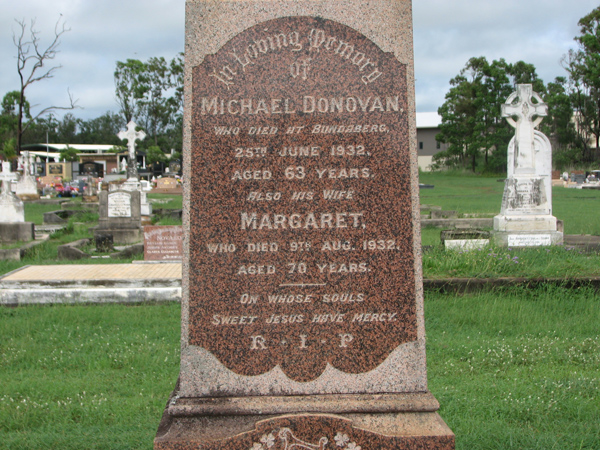 In Loving Memory
of
MICHAEL DONOVAN.
WHO DIED AT BUNDABERG,
25TH JUNE 1932.
AGED 63 YEARS.
ALSO HIS WIFE
MARGARET,
WHO DIED 9TH AUG. 1932.
AGED 70 YEARS.
ON WHOSE SOULS
SWEET JESUS HAVE MERCY.
R · I · P